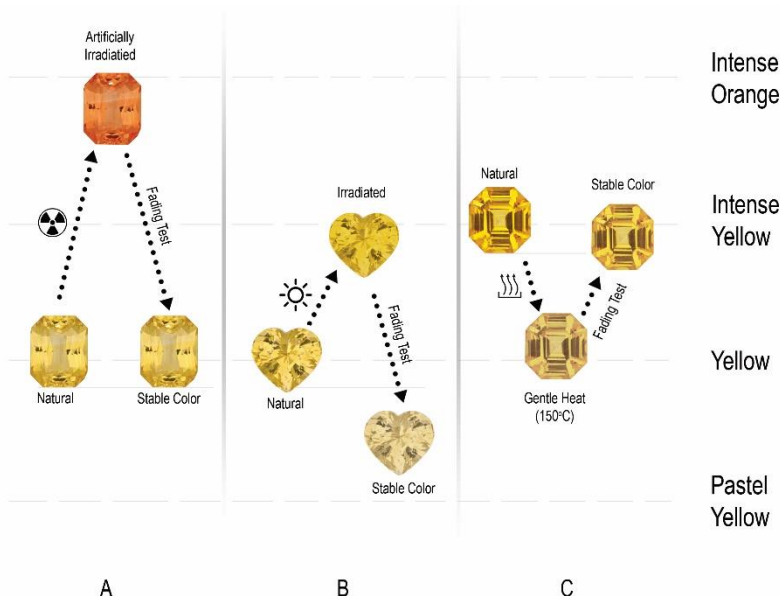 Artificially
Irradiatied
Fading Test
Natural
Stable Color
A
Irradiated
Natural
Fading Test
Stable Color
B
Natural
Stable Color
Fading Test
Gentle Heat
(150°C)
C
Intense
Orange
Intense
Yellow
Yellow
Pastel
Yellow